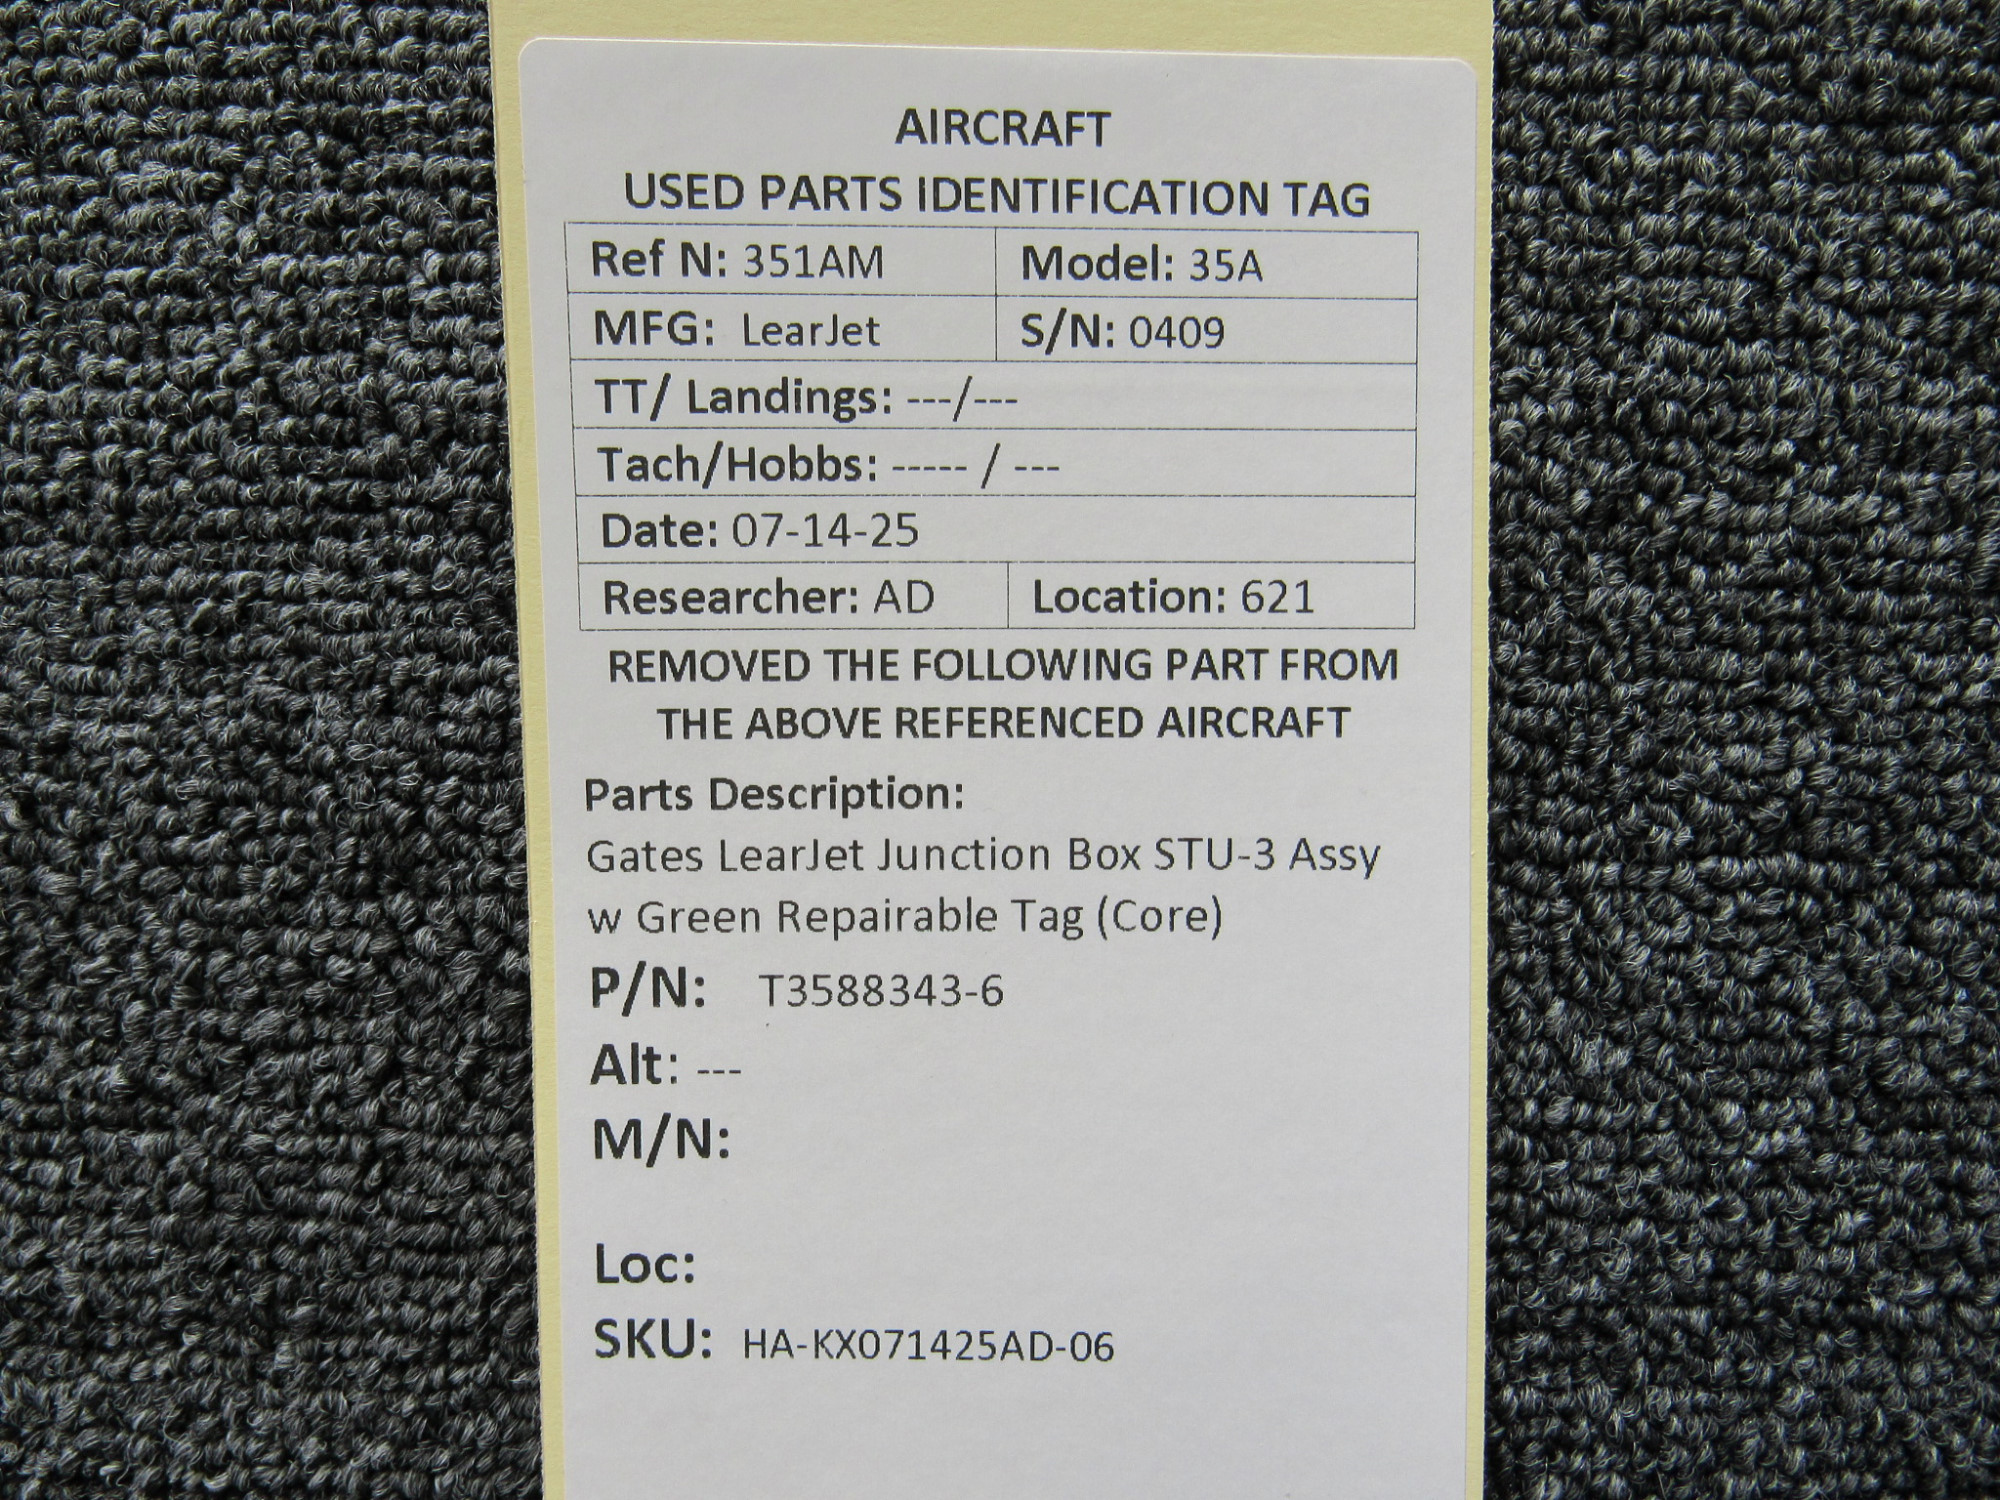 AIRCRAFT
USED PARTS IDENTIFICATION TAG
Ref N: 351AM Model: 35A
MFG: LearJet S/N: 0409
TT/ Landings: ---/---
Tach/Hobbs: ----- / ---
Date: 07-14-25
Researcher: AD Location: 621
REMOVED THE FOLLOWING PART FROM
THE ABOVE REFERENCED AIRCRAFT
Parts Description:
Gates LearJet Junction Box STU-3 Assy
w Green Repairable Tag (Core)
P/N: T3588343-6
Alt: ---
M/N:
Loc:
SKU: HA-KX071425AD-06